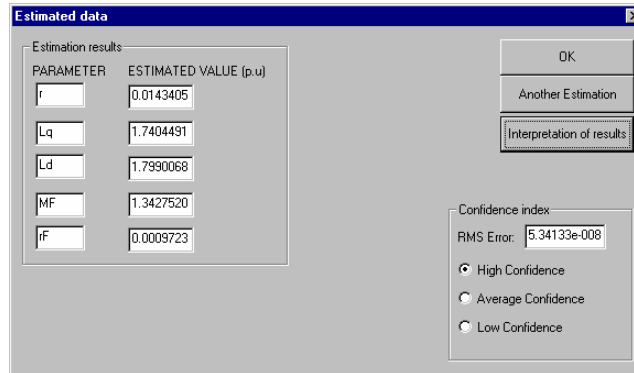 Estimated data
Estimation results
PARAMETER ESTIMATED VALUE (p.u)
r 0.0143405
Lq 1.7404491
Ld 1.7990068
MF 1.3427520
rF 0.0009723
OK
Another Estimation
Interpretation of results
Confidence index
RMS Error: 5.34133e-008
High Confidence
Average Confidence
Low Confidence